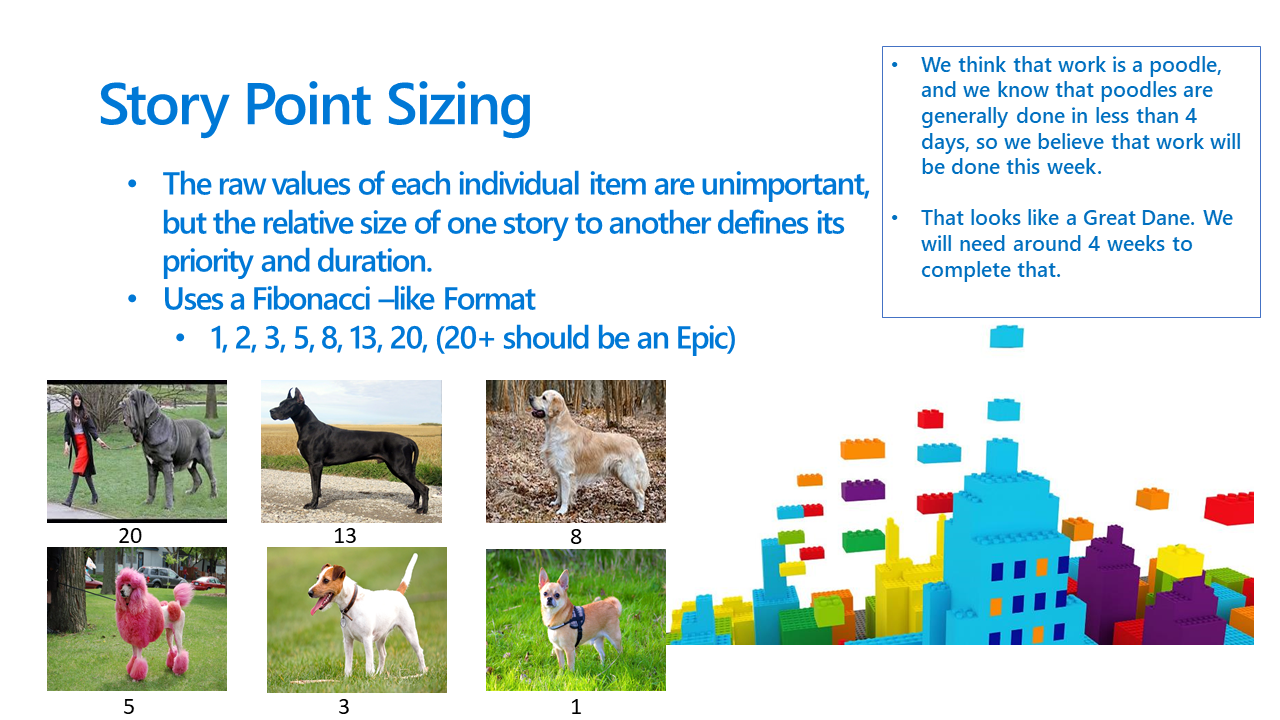 Story Point Sizing
• The raw values of each individual item are unimportant,
but the relative size of one story to another defines its
priority and duration.
• Uses a Fibonacci –like Format
• 1, 2, 3, 5, 8, 13, 20, (20+ should be an Epic)
• We think that work is a poodle,
and we know that poodles are
generally done in less than 4
days, so we believe that work will
be done this week.
• That looks like a Great Dane. We
will need around 4 weeks to
complete that.
20 13 8
5 3 1